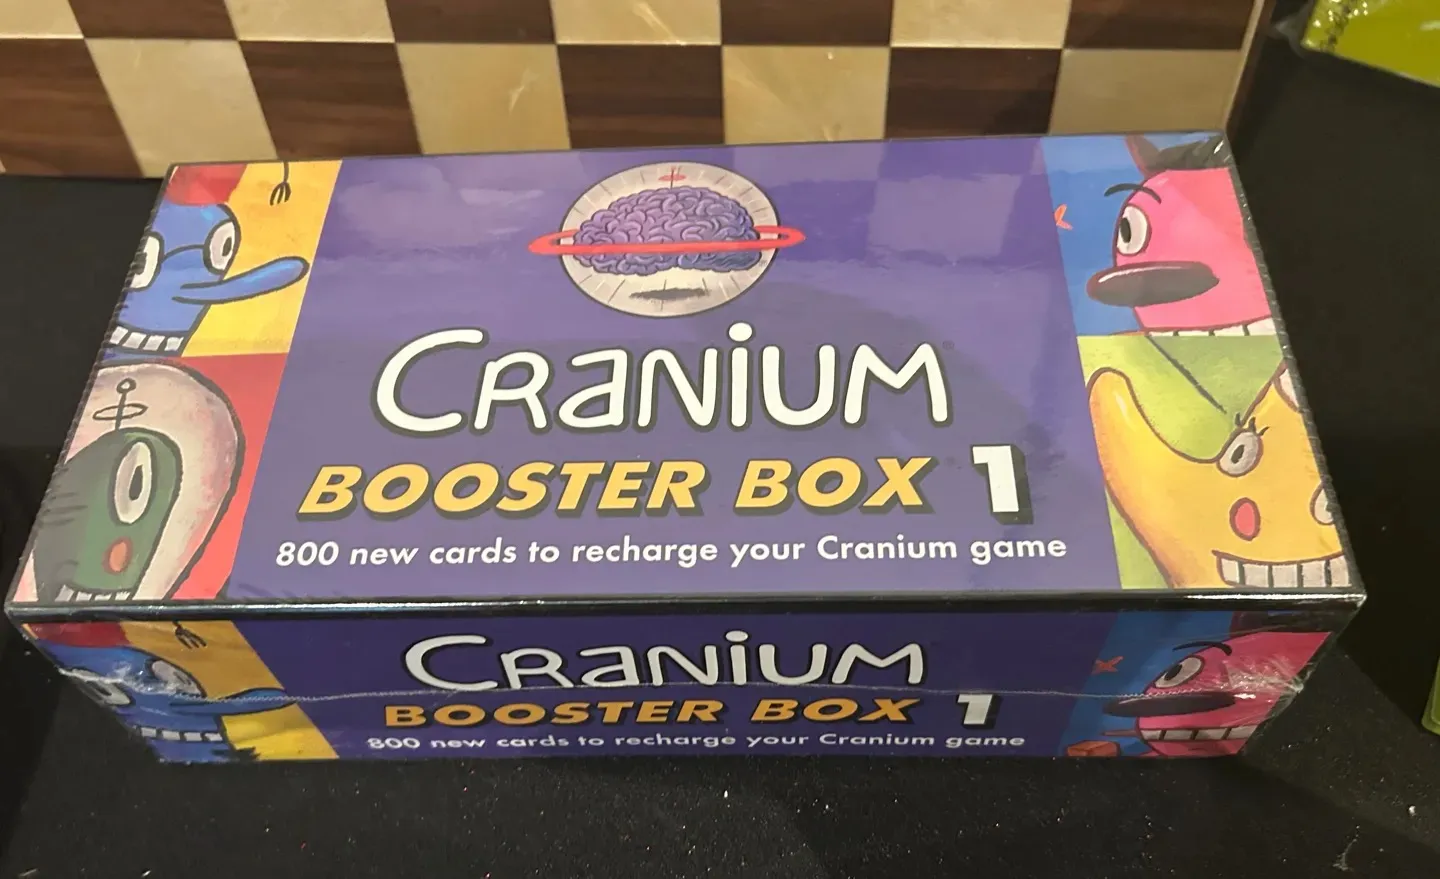 CRANIUM
BOOSTER BOX 1
800 new cards to recharge your Cranium game
CRANIUM
BOOSTER BOX 1
800 new cards to recharge your Cranium game